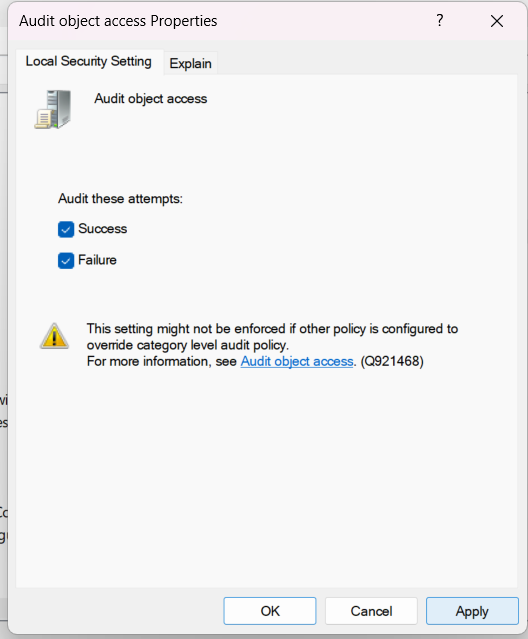 Audit object access Properties
?
Local Security Setting
Explain
Audit object access
Audit these attempts:
Success
Failure
This setting might not be enforced if other policy is configured to
override category level audit policy.
For more information, see Audit object access. (Q921468)
OK
Cancel
Apply